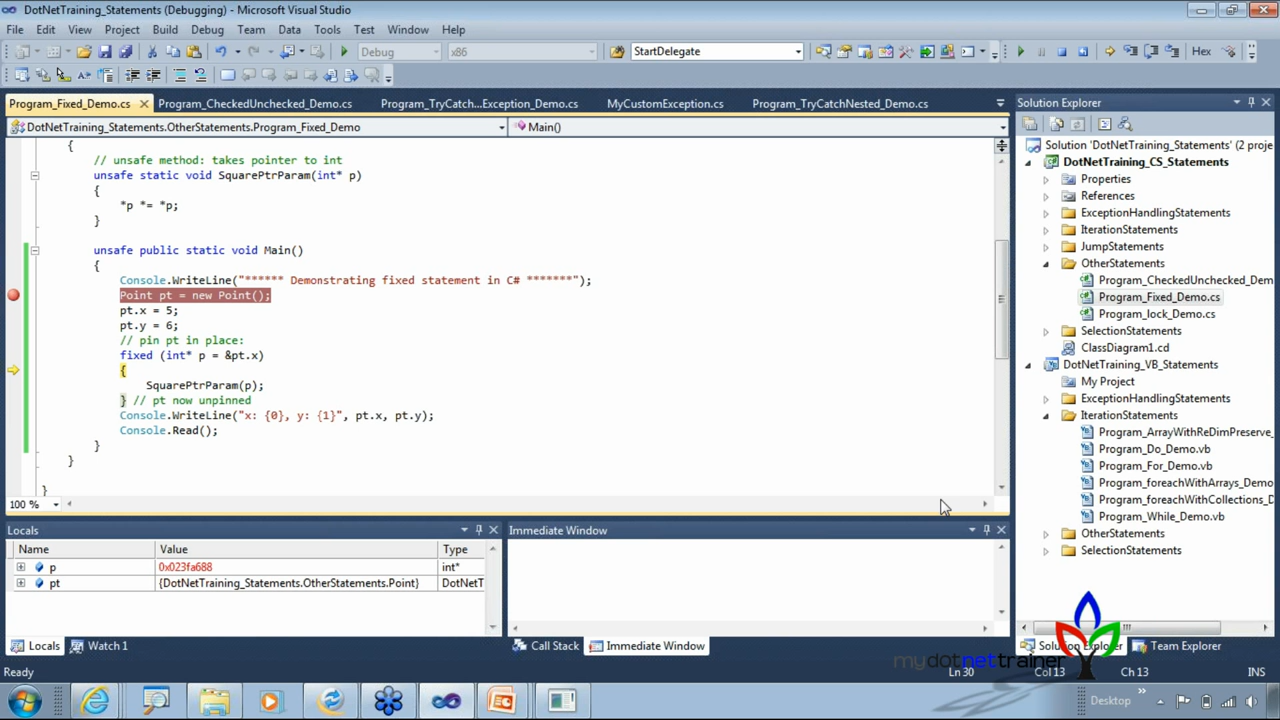 DotNetTraining_Statements (Debugging) - Microsoft Visual Studio
File Edit View Project Build Debug Team Data Tools Test Window Help
Debug x86 StartDelegate Hex
Program_Fixed_Demo.cs Program_CheckedUnchecked_Demo.cs Program_TryCatch...Exception_Demo.cs MyCustomException.cs Program_TryCatchNested_Demo.cs
DotNetTraining_Statements.OtherStatements.Program_Fixed_Demo Main()
{
// unsafe method: takes pointer to int
unsafe static void SquarePtrParam(int* p)
{
*p *= *p;
}
unsafe public static void Main()
{
Console.WriteLine("****** Demonstrating fixed statement in C# *******");
Point pt = new Point();
pt.x = 5;
pt.y = 6;
// pin pt in place:
fixed (int* p = &pt.x)
{
SquarePtrParam(p);
} // pt now unpinned
Console.WriteLine("x: {0}, y: {1}", pt.x, pt.y);
Console.Read();
}
}
}
100 %
Solution Explorer
Solution 'DotNetTraining_Statements' (2 proje
DotNetTraining_CS_Statements
Properties
References
ExceptionHandlingStatements
IterationStatements
JumpStatements
OtherStatements
Program_CheckedUnchecked_Dem
Program_Fixed_Demo.cs
Program_lock_Demo.cs
SelectionStatements
ClassDiagram1.cd
DotNetTraining_VB_Statements
My Project
ExceptionHandlingStatements
IterationStatements
Program_ArrayWithReDimPreserve_
Program_Do_Demo.vb
Program_For_Demo.vb
Program_foreachWithArrays_Demo
Program_foreachWithCollections_D
Program_While_Demo.vb
OtherStatements
SelectionStatements
Solution Explorer Team Explorer
Locals
Name Value Type
p 0x023fa688 int*
pt {DotNetTraining_Statements.OtherStatements.Point} DotNetT
Locals Watch 1
Immediate Window
Call Stack Immediate Window
mydotnettrainer
Ready Ln 30 Col 13 Ch 13 INS
Desktop